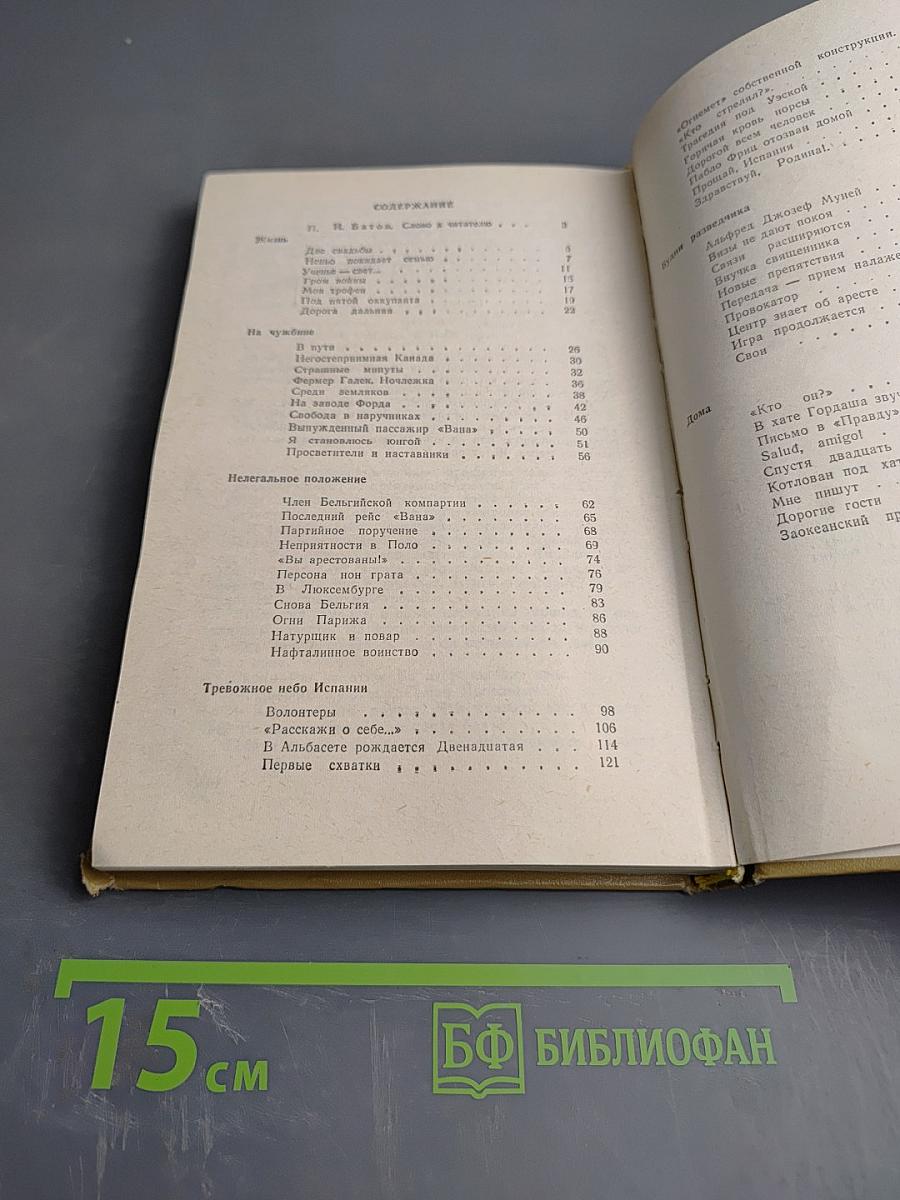 СОДЕРЖАНИЕ
П. И. Батов. Слово к читателю . . . 3
Жизнь
Две свадьбы . . . . . . . . 5
покидает семью . . . . . . 7
Ученье — свет... . . . . . . . 11
Трои войны . . . . . . . .
Мои трофеи . . . . . . . . 17
Под пятой оккупанта . . . . . . 19
Дорога дальняя . . . . . . . 22
На чужбине
В пути . . . . . . . . . . 26
Негостеприимная Канада . . . . . . 30
Страшные минуты . . . . . . . 32
Фермер Галек. Ночлежка . . . . . . 36
Среди земляков . . . . . . . . 38
На заводе Форда . . . . . . . . 42
Свобода в наручниках . . . . . . 46
Вынужденный пассажир «Вана» . . . . . 50
Я становлюсь юнгой . . . . . . . 51
Просветители и наставники . . . . . . 56
Нелегальное положение
Член Бельгийской компартии . . . . . . 62
Последний рейс «Вана» . . . . . . . 65
Партийное поручение . . . . . . . . 68
Неприятности в Поло . . . . . . . . 69
«Вы арестованы!» . . . . . . . . . 74
Персона нон грата . . . . . . . . . 76
В Люксембурге . . . . . . . . . . 79
Снова Бельгия . . . . . . . . . . 83
Огни Парижа . . . . . . . . . . 86
Натурщик и повар . . . . . . . . . 88
Нафталинное воинство . . . . . . . . 90
Тревожное небо Испании
Волонтеры . . . . . . . . . . . 98
«Расскажи о себе...» . . . . . . . . . 106
В Альбасете рождается Двенадцатая . . . 114
Первые схватки . . . . . . . . . . 121
«Огнемет» собственной конструкции.
«Кто стрелял?». . . . . . .
Трагедия под Уэской . . . .
Горячая кровь норсы . . . .
Дорогой всем человек . . . .
Пабло Фриц отозван домой . . .
Прощай, Испания . . . . .
Здравствуй, Родина!. . . .
Будни разведчика
Альфред Джозеф Муней . .
Визы не дают покоя . . .
Связи расширяются . . .
Внучка священника . . .
Новые препятствия . . .
Передача — прием налаже
Провокатор . . . . .
Центр знает об аресте . .
Игра продолжается . .
Свои . . . . . .
Дома
«Кто он?» . . . .
В хате Гордаша звуч
Письмо в «Правду»
Salud, amigo! . .
Спустя двадцать
Котлован под хат
Мне пишут . . .
Дорогие гости .
Заокеанский пр
15 см
БФ БИБЛИОФАН